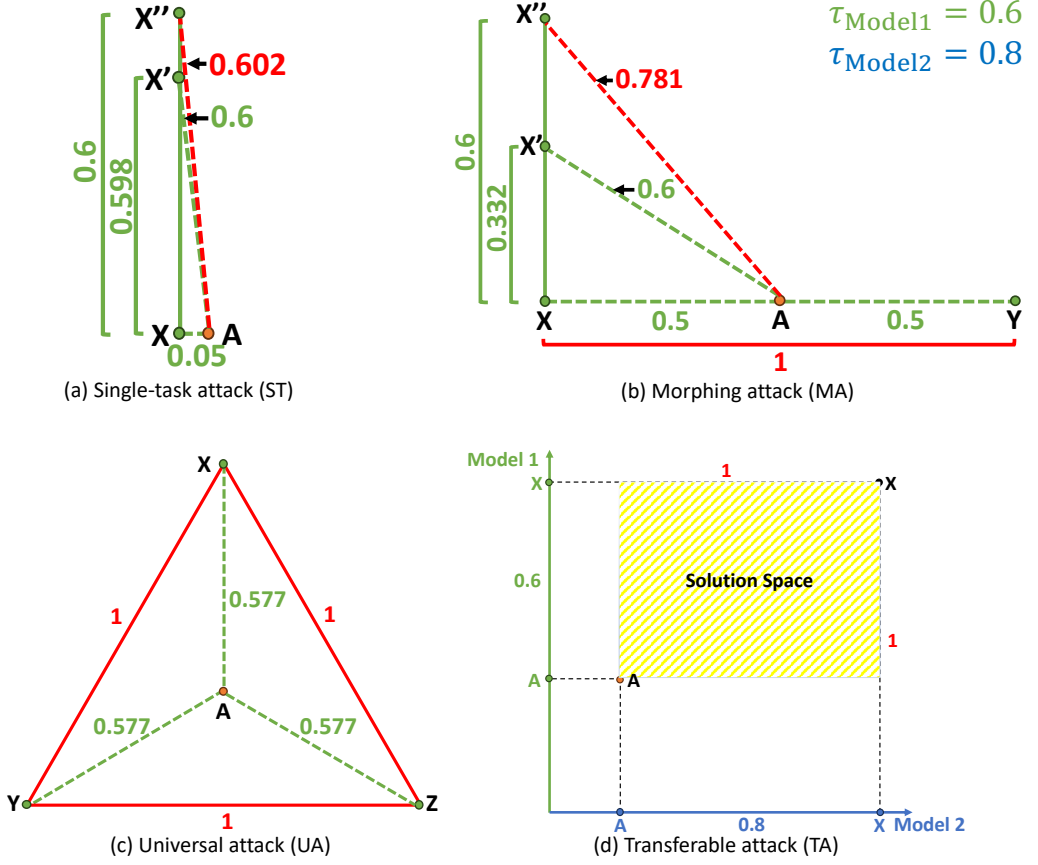 X''
0.602
X'
0.6
0.6
0.598
X
A
0.05
(a) Single-task attack (ST)
τModel1 = 0.6
τModel2 = 0.8
X''
0.781
X'
0.6
0.6
0.332
X
0.5
A
0.5
Y
1
(b) Morphing attack (MA)
X
1
0.577
1
A
0.577
0.577
Y
Z
1
(c) Universal attack (UA)
Model 1
X
1
X
0.6
Solution Space
1
A
A
A
0.8
X
Model 2
(d) Transferable attack (TA)